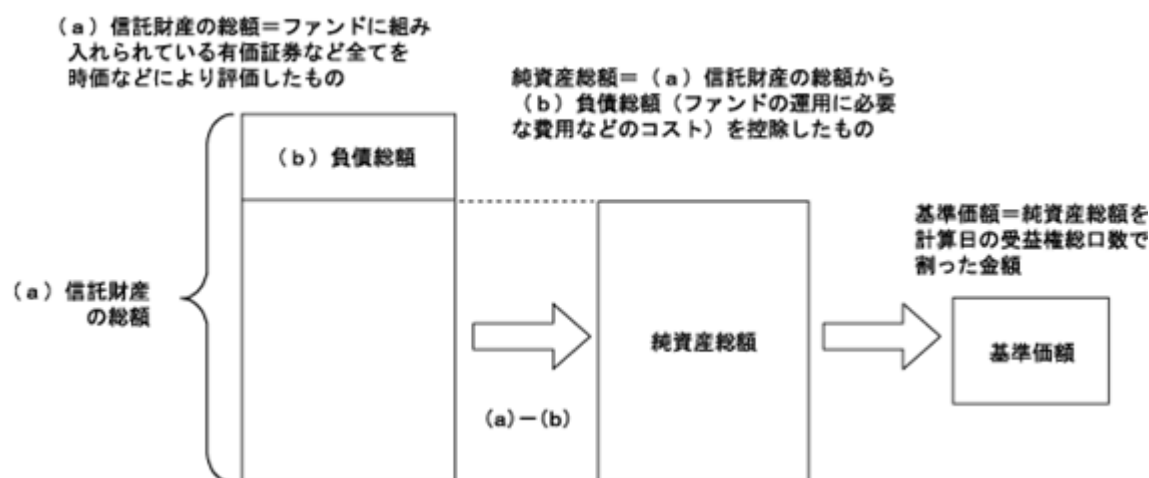 (a)信託財産の総額=ファンドに組み
入れられている有価証券など全てを
時価などにより評価したもの
純資産総額=(a)信託財産の総額から
(b)負債総額(ファンドの運用に必要
な費用などのコスト)を控除したもの
(b)負債総額
基準価額=純資産総額を
計算日の受益権総口数で
割った金額
(a)信託財産
の総額
純資産総額
基準価額
(a)-(b)